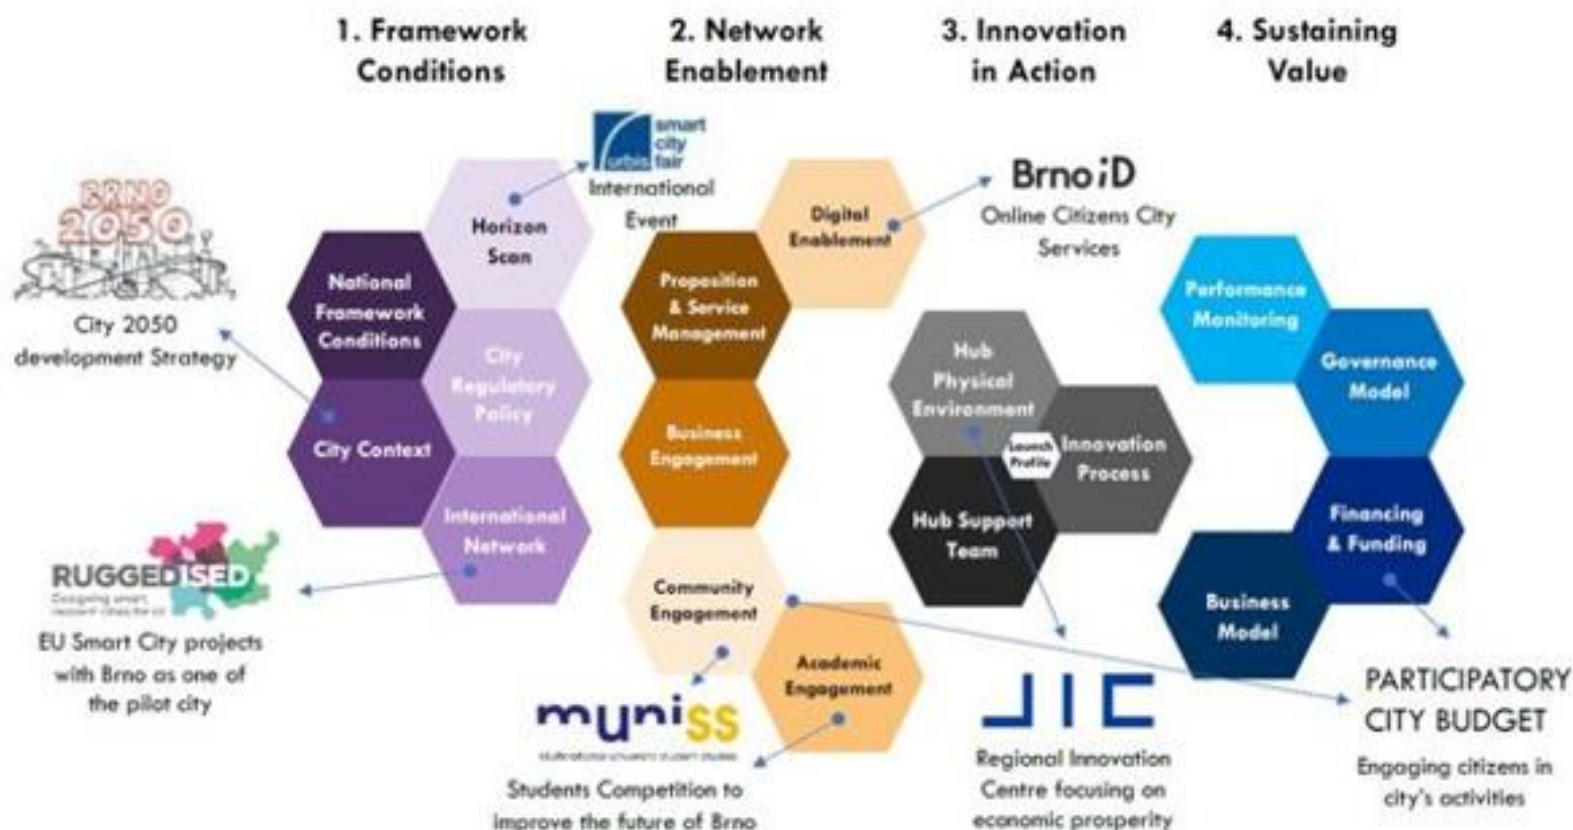 1. Framework
Conditions
2. Network
Enablement
3. Innovation
in Action
4. Sustaining
Value
BRNO
2050
City 2050
development Strategy
National
Framework
Conditions
Horizon
Scan
City
Regulatory
Policy
City Context
International
Network
smart
city
fair
urbis
International
Event
RUGGEDISED
Designing smart,
EU Smart City projects
with Brno as one of
the pilot city
Digital
Enablement
Proposition
& Service
Management
Business
Engagement
Community
Engagement
Academic
Engagement
Brno iD
Online Citizens City
Services
muniss
Students Competition to
improve the future of Brno
Hub
Physical
Environment
Launch
Profile
Innovation
Process
Hub Support
Team
JIC
Regional Innovation
Centre focusing on
economic prosperity
Performance
Monitoring
Governance
Model
Financing
& Funding
Business
Model
PARTICIPATORY
CITY BUDGET
Engaging citizens in
city's activities